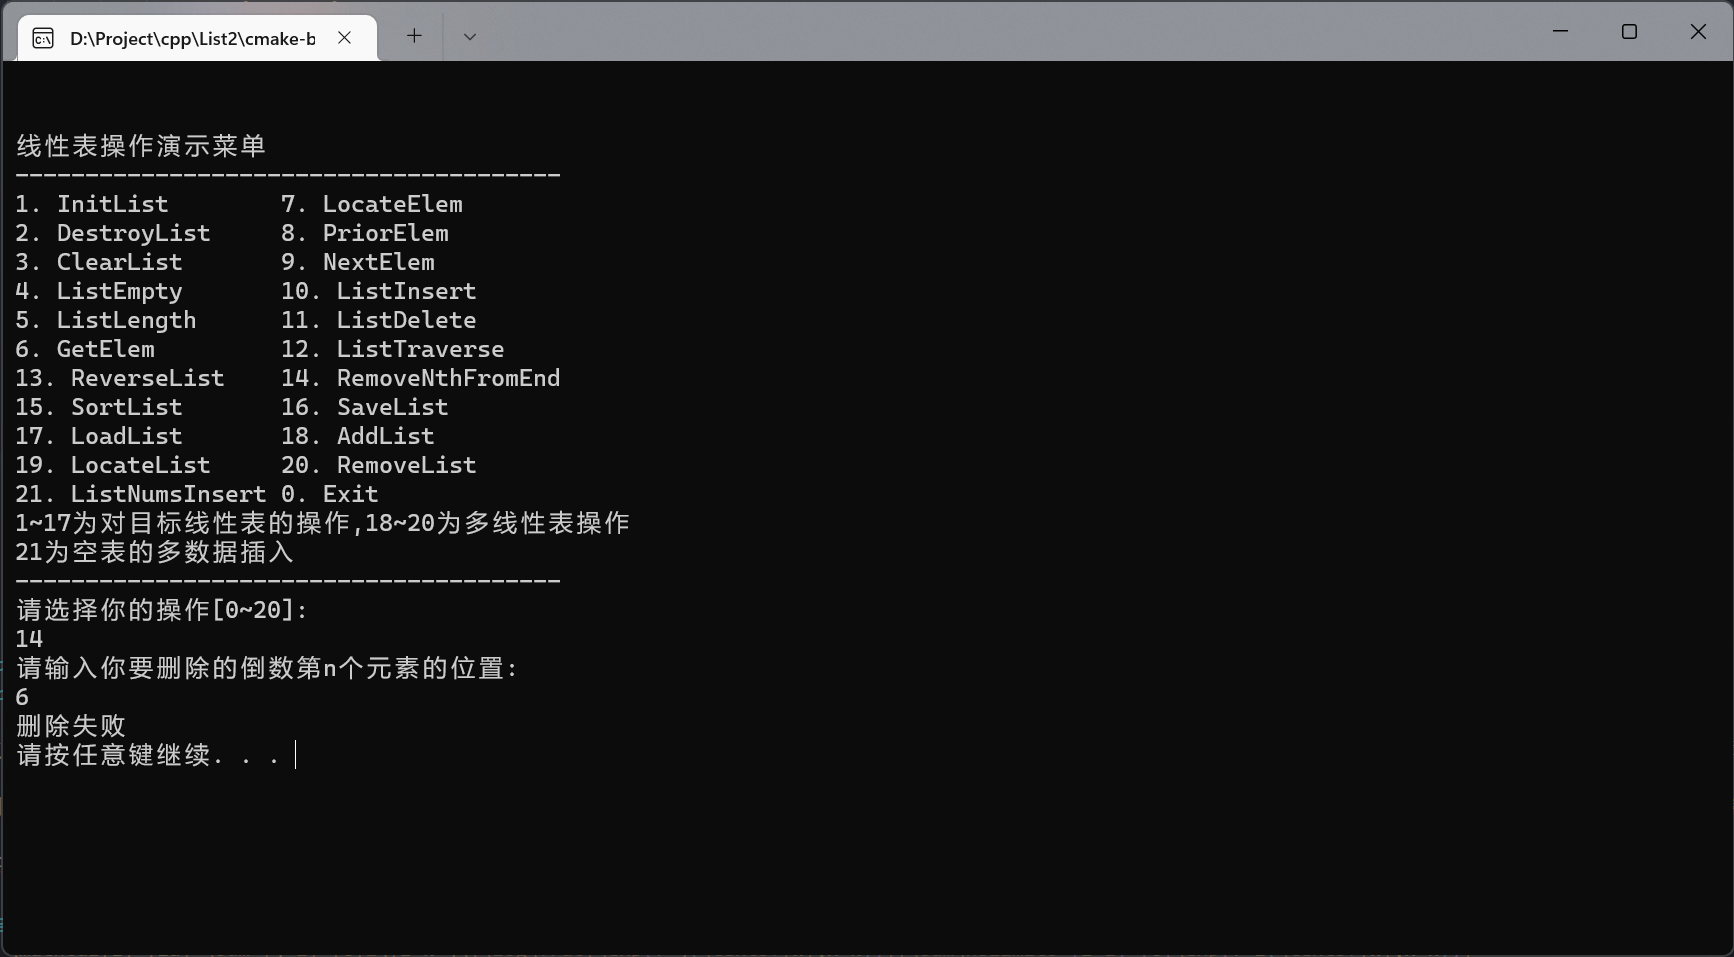 D:\Project\cpp\List2\cmake-b
线性表操作演示菜单
---------------------------------------
1. InitList        7. LocateElem
2. DestroyList     8. PriorElem
3. ClearList       9. NextElem
4. ListEmpty       10. ListInsert
5. ListLength      11. ListDelete
6. GetElem         12. ListTraverse
13. ReverseList    14. RemoveNthFromEnd
15. SortList       16. SaveList
17. LoadList       18. AddList
19. LocateList     20. RemoveList
21. ListNumsInsert 0. Exit
1~17为对目标线性表的操作,18~20为多线性表操作
21为空表的多数据插入
---------------------------------------
请选择你的操作[0~20]:
14
请输入你要删除的倒数第n个元素的位置:
6
删除失败
请按任意键继续. . .